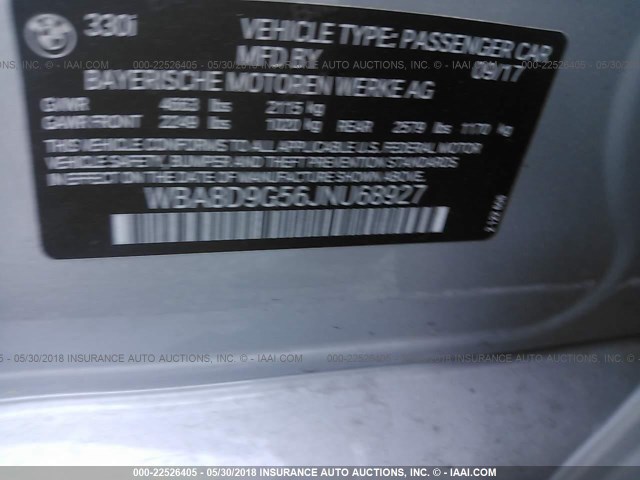 BMW 330i VEHICLE TYPE: PASSENGER CAR
MFD BY 09/17
BAYERISCHE MOTOREN WERKE AG
GVWR 4663 lbs 2115 kg
GAWR FRONT 2249 lbs 1020 kg REAR 2579 lbs 1170 kg
THIS VEHICLE CONFORMS TO ALL APPLICABLE U.S. FEDERAL MOTOR
VEHICLE SAFETY, BUMPER, AND THEFT PREVENTION STANDARDS
IN EFFECT ON THE DATE OF MANUFACTURE SHOWN ABOVE.
WBA8D9G56JNU68927
000-22526405 - 05/30/2018 INSURANCE AUTO AUCTIONS, INC. - © - IAAI.COM